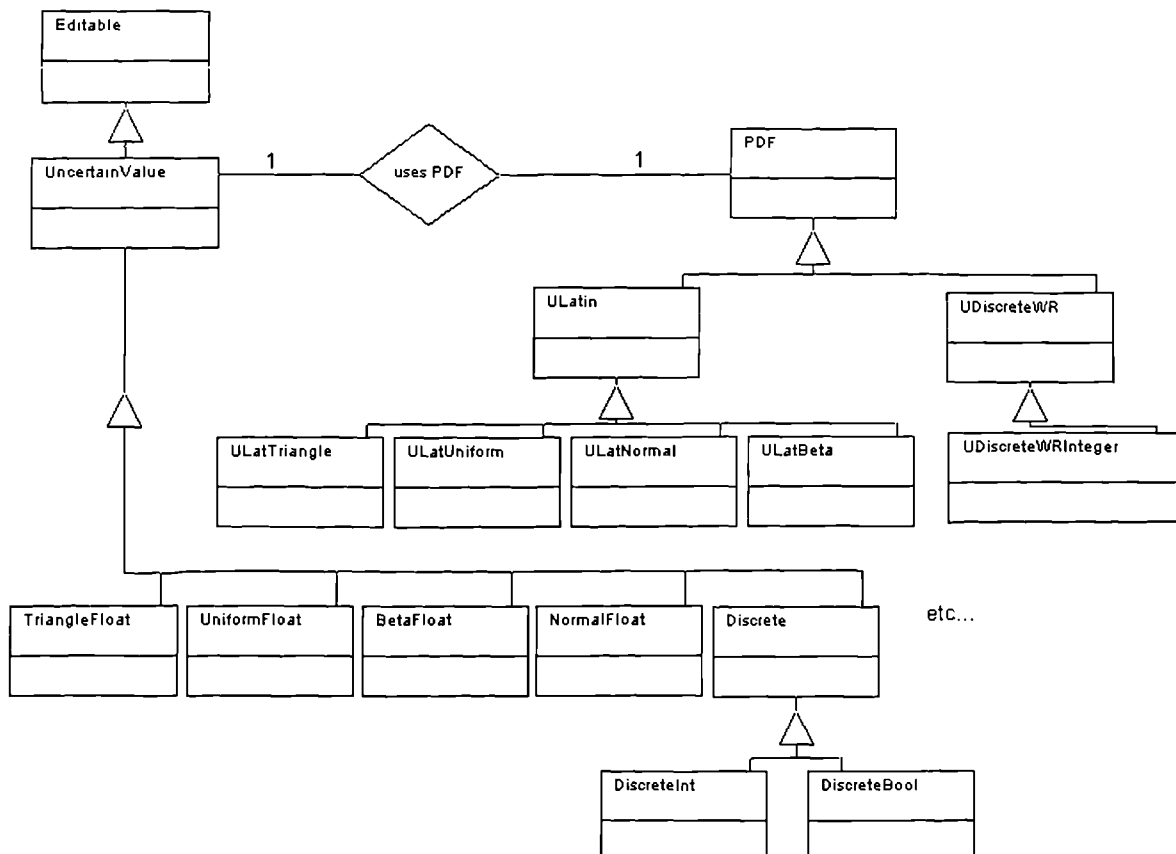 Editable
UncertainValue
1
uses PDF
1
PDF
ULatin
UDiscreteWR
ULatTriangle
ULatUniform
ULatNormal
ULatBeta
UDiscreteWRInteger
TriangleFloat
UniformFloat
BetaFloat
NormalFloat
Discrete
etc...
DiscreteInt
DiscreteBool